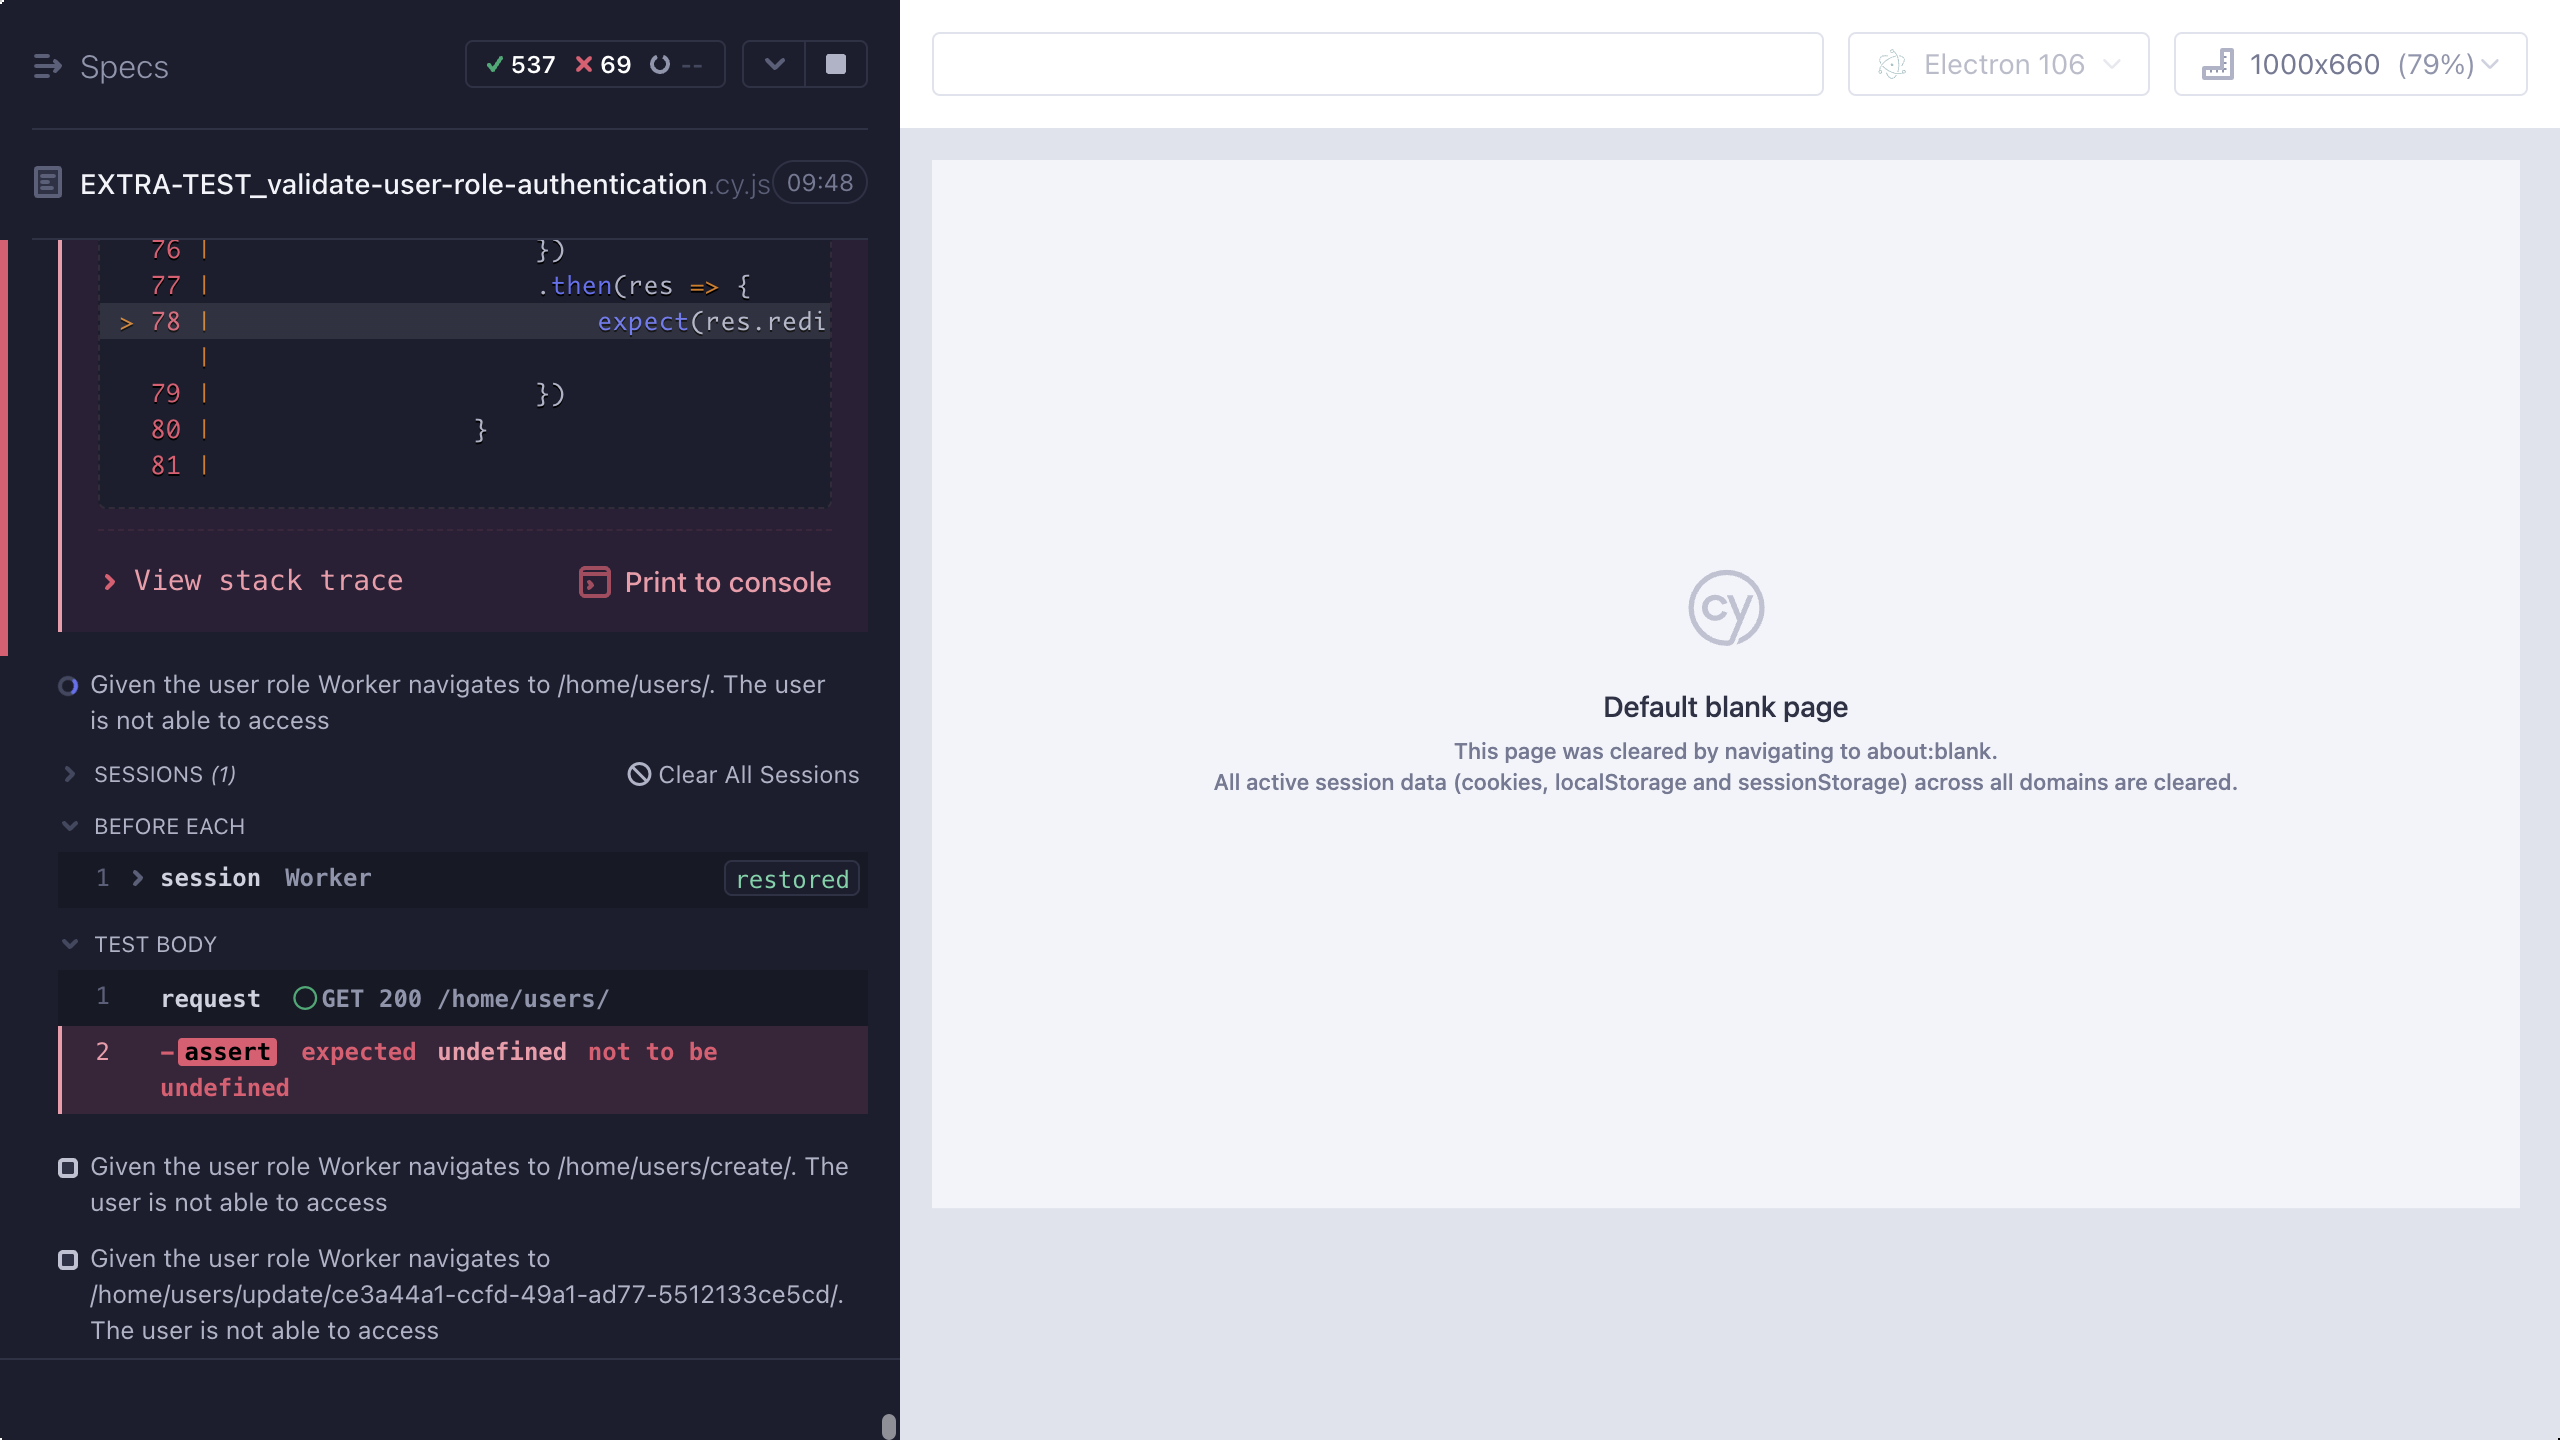 Specs
537 69 --
EXTRA-TEST_validate-user-role-authentication.cy.js 09:48
76 | })
77 | .then(res => {
> 78 | expect(res.redi
|
79 | })
80 | }
81 |
View stack trace
Print to console
Given the user role Worker navigates to /home/users/. The user
is not able to access
SESSIONS (1)
Clear All Sessions
BEFORE EACH
1 session Worker restored
TEST BODY
1 request GET 200 /home/users/
2 -assert expected undefined not to be
undefined
Given the user role Worker navigates to /home/users/create/. The
user is not able to access
Given the user role Worker navigates to
/home/users/update/ce3a44a1-ccfd-49a1-ad77-5512133ce5cd/.
The user is not able to access
Electron 106
1000x660 (79%)
cy
Default blank page
This page was cleared by navigating to about:blank.
All active session data (cookies, localStorage and sessionStorage) across all domains are cleared.